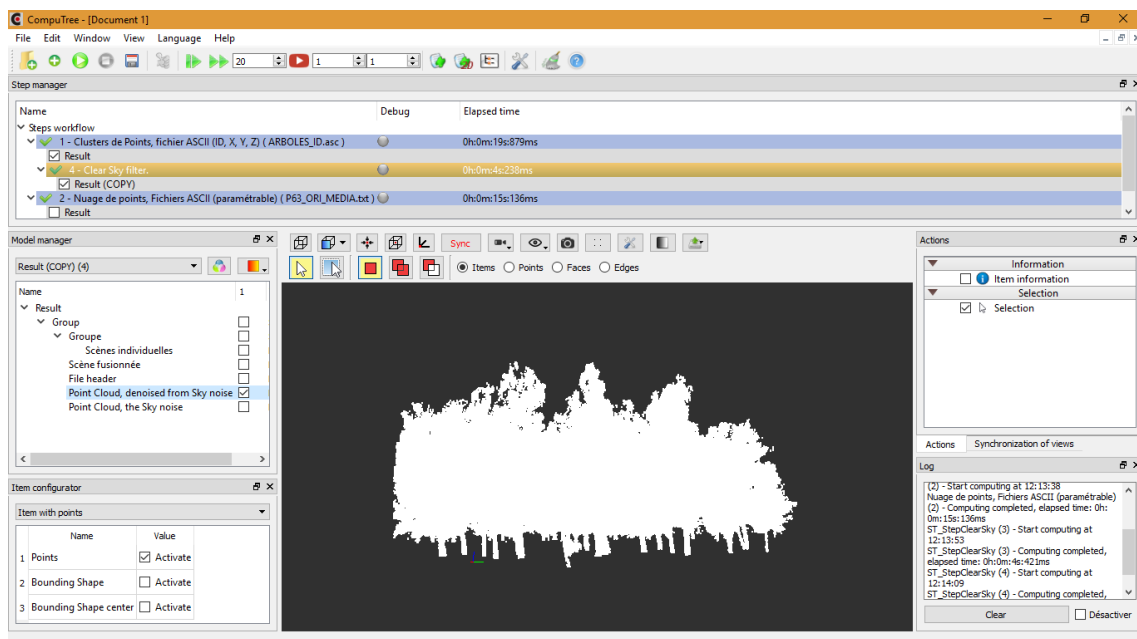 CompuTree - [Document 1]
File Edit Window View Language Help
20 1 1
Step manager
Name Debug Elapsed time
Steps workflow
1 - Clusters de Points, fichier ASCII (ID, X, Y, Z) ( ARBOLES_ID.asc ) 0h:0m:19s:879ms
Result
4 - Clear Sky filter. 0h:0m:4s:238ms
Result (COPY)
2 - Nuage de points, Fichiers ASCII (paramétrable) ( P63_ORI_MEDIA.txt ) 0h:0m:15s:136ms
Result
Model manager
Result (COPY) (4)
Name 1
Result
Group
Groupe
Scènes individuelles
Scène fusionnée
File header
Point Cloud, denoised from Sky noise
Point Cloud, the Sky noise
Item configurator
Item with points
Name Value
1 Points Activate
2 Bounding Shape Activate
3 Bounding Shape center Activate
Sync
Items Points Faces Edges
Actions
Information
Item information
Selection
Selection
Actions Synchronization of views
Log
(2) - Start computing at 12:13:38
Nuage de points, Fichiers ASCII (paramétrable)
(2) - Computing completed, elapsed time: 0h:
0m:15s:136ms
ST_StepClearSky (3) - Start computing at
12:13:53
ST_StepClearSky (3) - Computing completed,
elapsed time: 0h:0m:4s:421ms
ST_StepClearSky (4) - Start computing at
12:14:09
ST_StepClearSky (4) - Computing completed,
Clear Désactiver